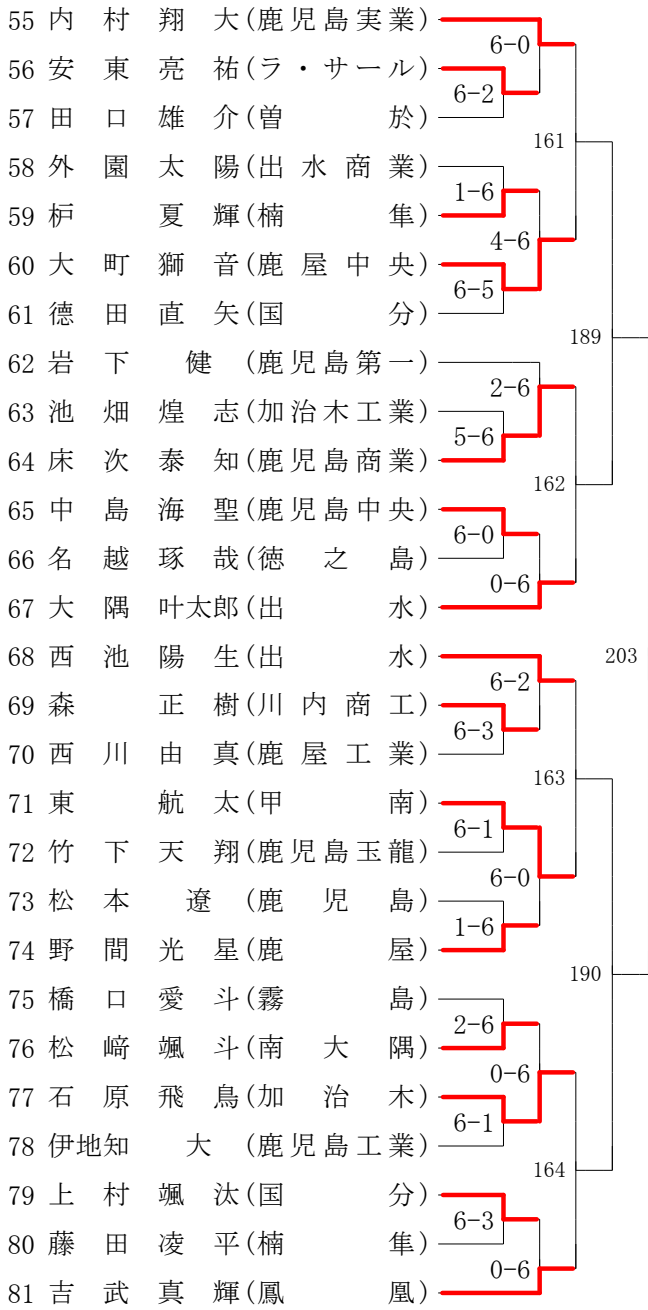 55 内村翔大(鹿児島実業)
6-0
56 安東亮祐(ラ・サール)
6-2
57 田口雄介(曽於)
161
58 外園太陽(出水商業)
1-6
59 枦夏輝(楠隼)
4-6
60 大町獅音(鹿屋中央)
6-5
61 德田直矢(国分)
189
62 岩下健(鹿児島第一)
2-6
63 池畑煌志(加治木工業)
5-6
64 床次泰知(鹿児島商業)
162
65 中島海聖(鹿児島中央)
6-0
66 名越琢哉(徳之島)
0-6
67 大隅叶太郎(出水)
203
68 西池陽生(出水)
6-2
69 森正樹(川内商工)
6-3
70 西川由真(鹿屋工業)
163
71 東航太(甲南)
6-1
72 竹下天翔(鹿児島玉龍)
6-0
73 松本遼(鹿児島)
1-6
74 野間光星(鹿屋)
190
75 橋口愛斗(霧島)
2-6
76 松﨑颯斗(南大隅)
0-6
77 石原飛鳥(加治木)
6-1
78 伊地知大(鹿児島工業)
164
79 上村颯汰(国分)
6-3
80 藤田凌平(楠隼)
0-6
81 吉武真輝(鳳凰)